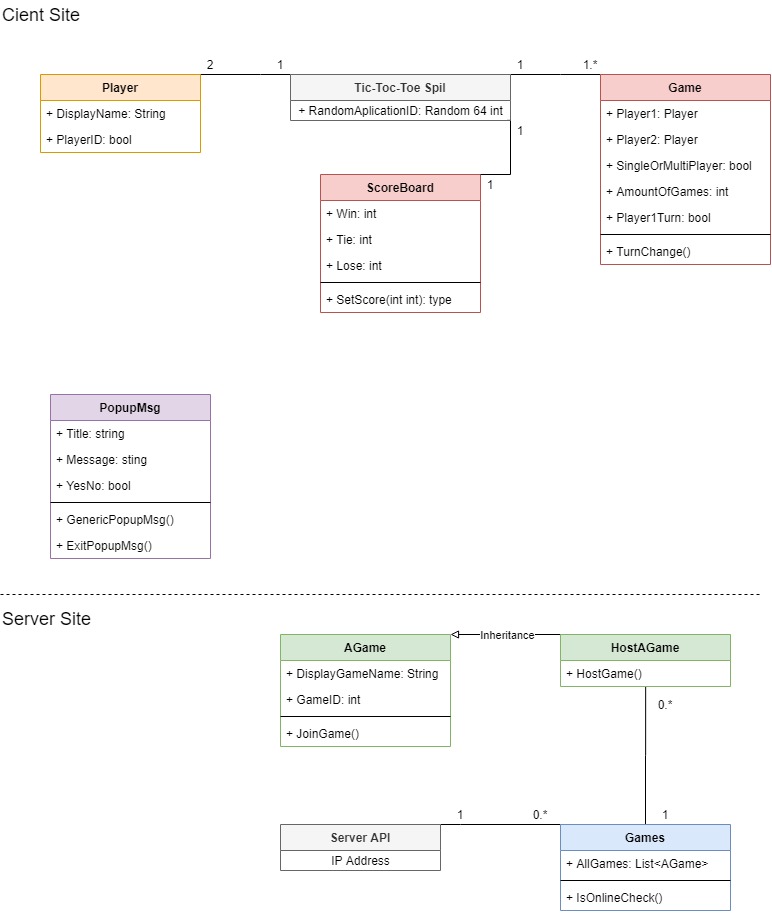 Cient Site
2
1
1
1.*
Player
+ DisplayName: String
+ PlayerID: bool
Tic-Toc-Toe Spil
+ RandomAplicationID: Random 64 int
1
Game
+ Player1: Player
+ Player2: Player
+ SingleOrMultiPlayer: bool
+ AmountOfGames: int
+ Player1Turn: bool
+ TurnChange()
1
ScoreBoard
+ Win: int
+ Tie: int
+ Lose: int
+ SetScore(int int): type
PopupMsg
+ Title: string
+ Message: sting
+ YesNo: bool
+ GenericPopupMsg()
+ ExitPopupMsg()
Server Site
AGame
+ DisplayGameName: String
+ GameID: int
+ JoinGame()
Inheritance
HostAGame
+ HostGame()
0.*
1
1
0.*
Server API
IP Address
Games
+ AllGames: List<AGame>
+ IsOnlineCheck()